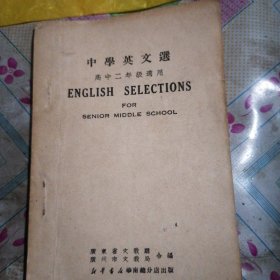 中學英文選
高中二年級適用
ENGLISH SELECTIONS
FOR
SENIOR MIDDLE SCHOOL
廣東省文教廳
廣州市文教局
合編
新華書店華南總分店出版